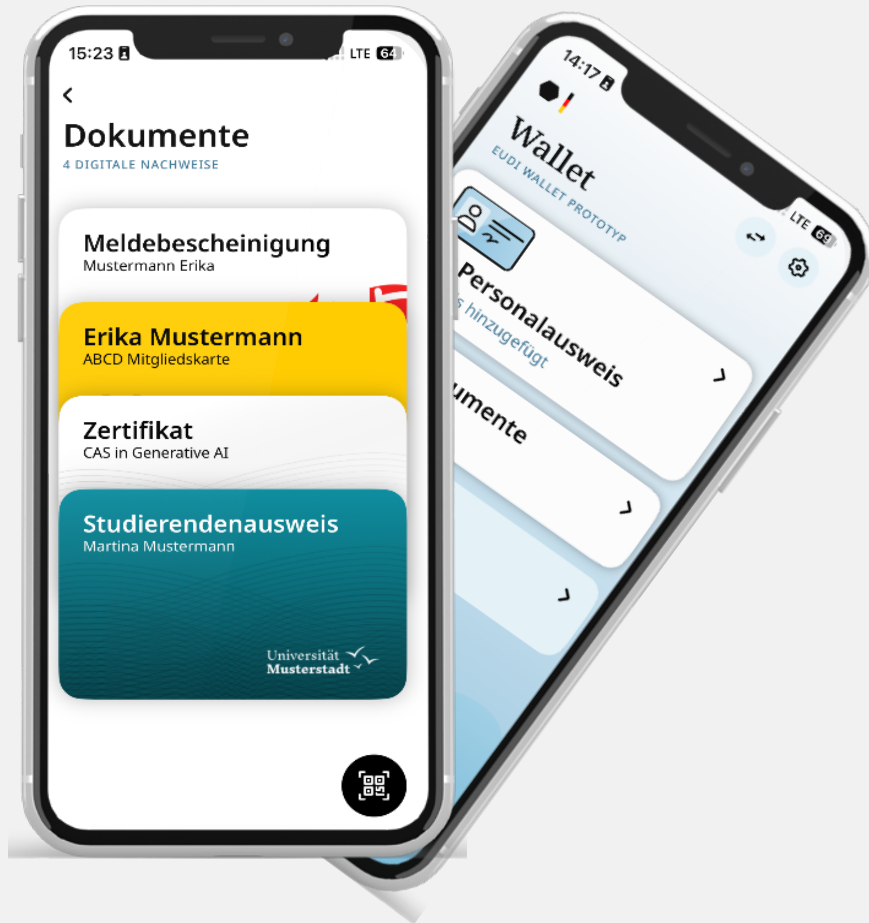 15:23 LTE 64
Dokumente
4 DIGITALE NACHWEISE
Meldebescheinigung
Mustermann Erika
Erika Mustermann
ABCD Mitgliedskarte
Zertifikat
CAS in Generative AI
Studierendenausweis
Martina Mustermann
Universität
Musterstadt
14:17 LTE 69
Wallet
EUDI WALLET PROTOTYP
Personalausweis
s hinzugefügt
umente